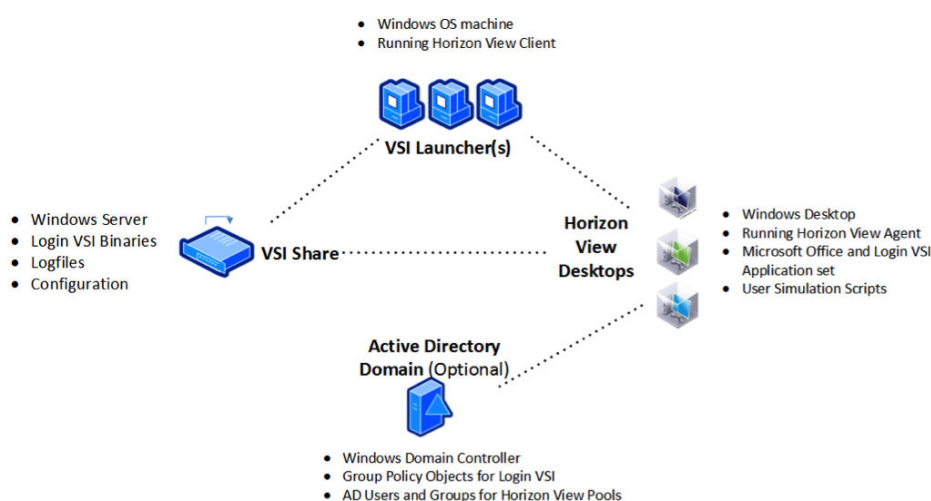 ● Windows OS machine
● Running Horizon View Client
VSI Launcher(s)
● Windows Server
● Login VSI Binaries
● Logfiles
● Configuration
VSI Share
Horizon
View
Desktops
● Windows Desktop
● Running Horizon View Agent
● Microsoft Office and Login VSI
Application set
● User Simulation Scripts
Active Directory
Domain (Optional)
● Windows Domain Controller
● Group Policy Objects for Login VSI
● AD Users and Groups for Horizon View Pools